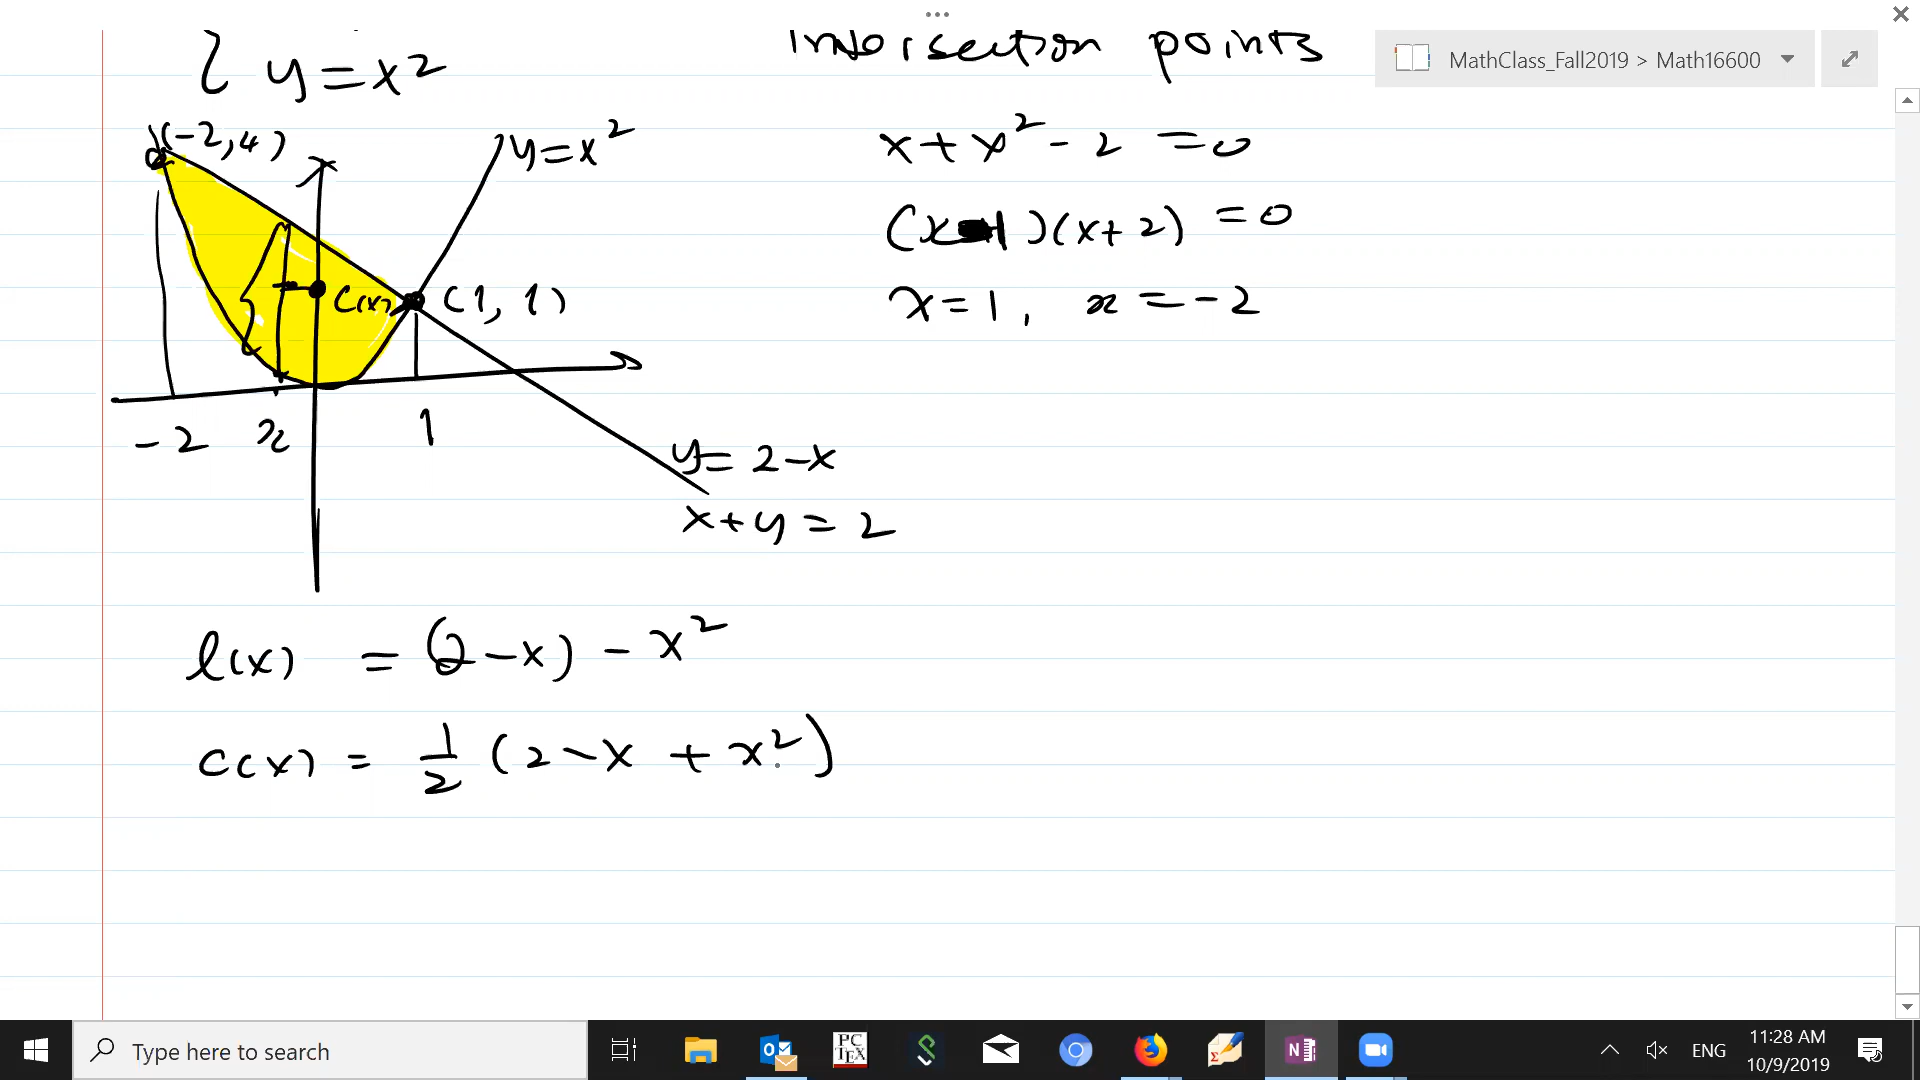 intersection points
{ y = x²
MathClass_Fall2019 > Math16600
(-2,4)
y = x²
x + x² - 2 = 0
(x-1)(x+2) = 0
c(x)
(1, 1)
x = 1, x = -2
-2 x 1
y = 2-x
x+y = 2
l(x) = (2-x) - x²
c(x) = 1/2 (2-x + x²)
Type here to search
PC TEX
ENG
11:28 AM
10/9/2019